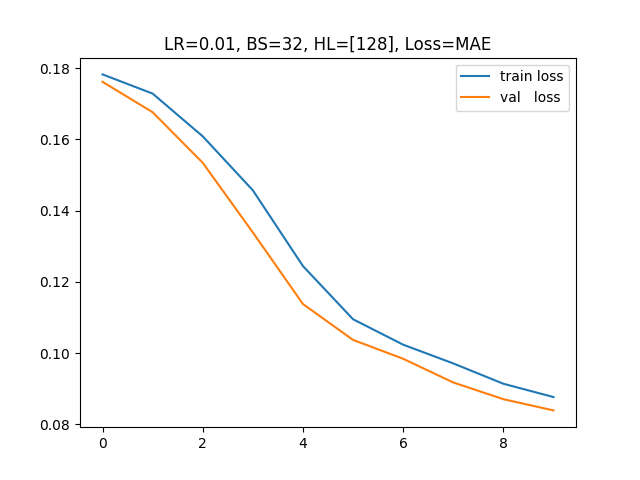 LR=0.01, BS=32, HL=[128], Loss=MAE
train loss
val   loss
0.18
0.16
0.14
0.12
0.10
0.08
0 2 4 6 8